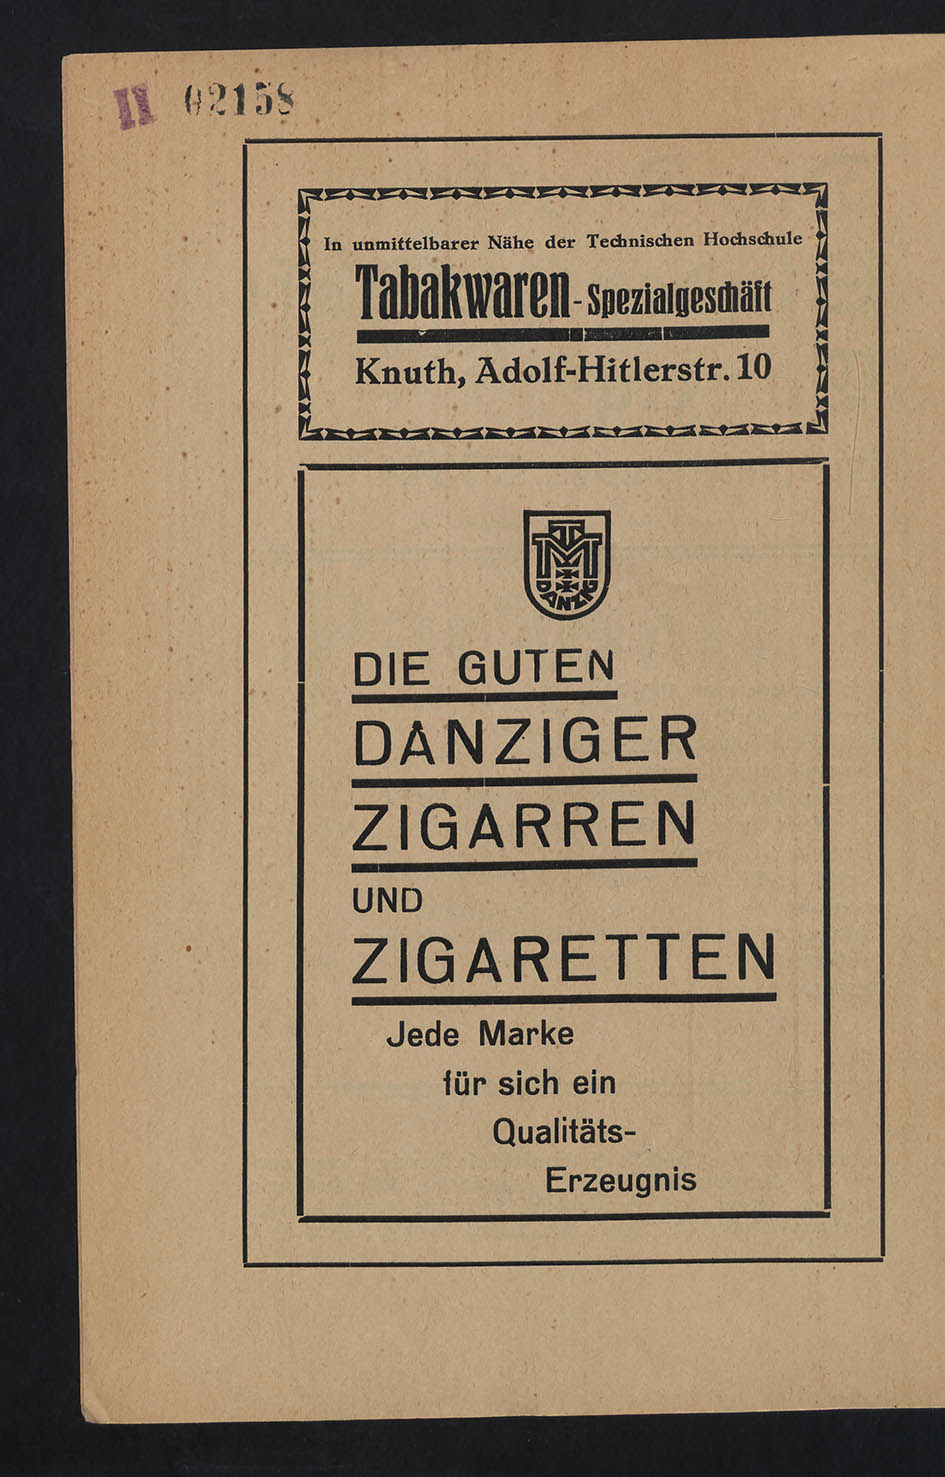 II 02158
In unmittelbarer Nähe der Technischen Hochschule
Tabakwaren - Spezialgeschäft
Knuth, Adolf-Hitlerstr. 10
DANZIG
DIE GUTEN
DANZIGER
ZIGARREN
UND
ZIGARETTEN
Jede Marke
für sich ein
Qualitäts-
Erzeugnis